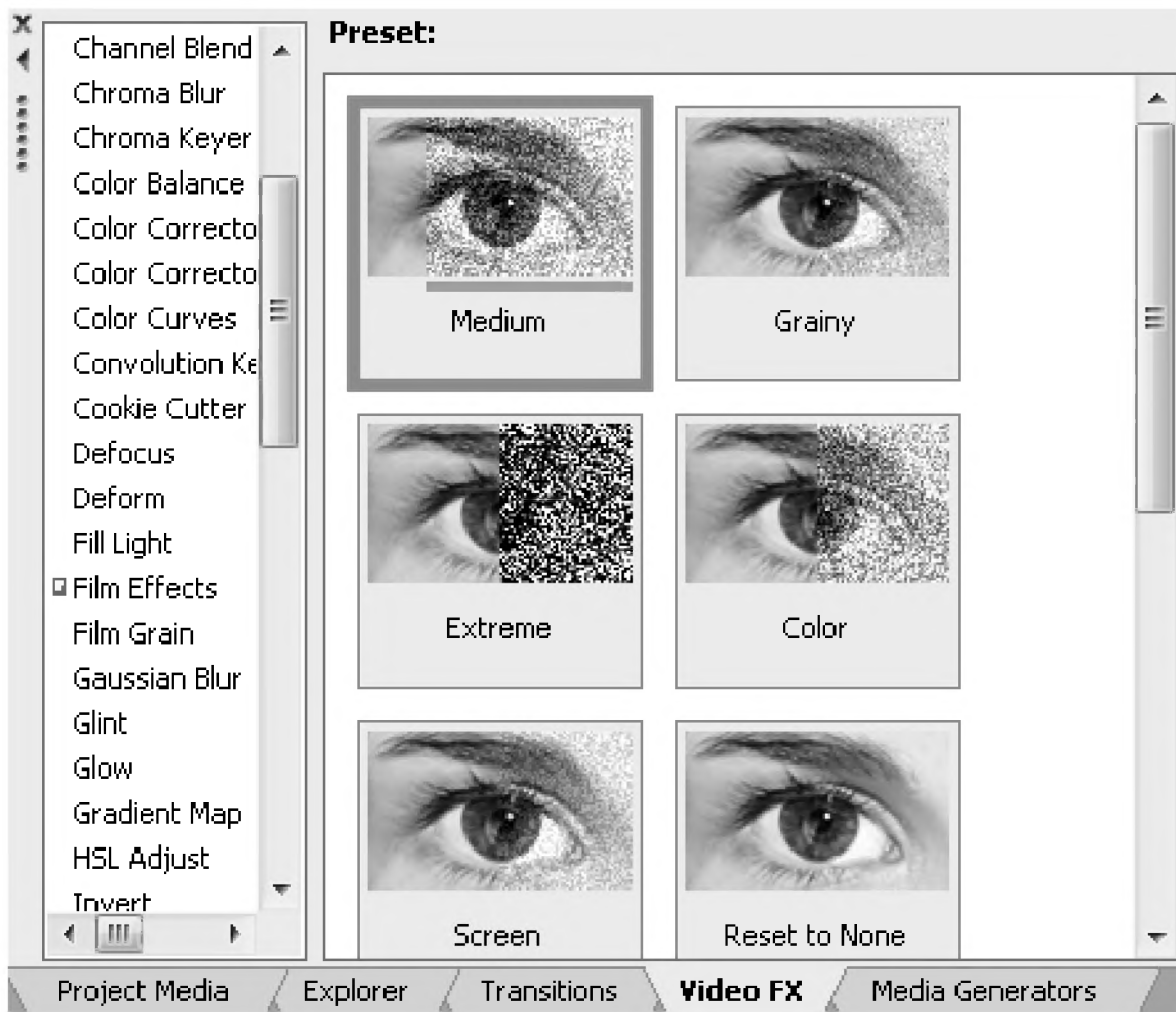 Channel Blend
Chroma Blur
Chroma Keyer
Color Balance
Color Correcto
Color Correcto
Color Curves
Convolution Ke
Cookie Cutter
Defocus
Deform
Fill Light
Film Effects
Film Grain
Gaussian Blur
Glint
Glow
Gradient Map
HSL Adjust
Invert
Preset:
Medium
Grainy
Extreme
Color
Screen
Reset to None
Project Media
Explorer
Transitions
Video FX
Media Generators